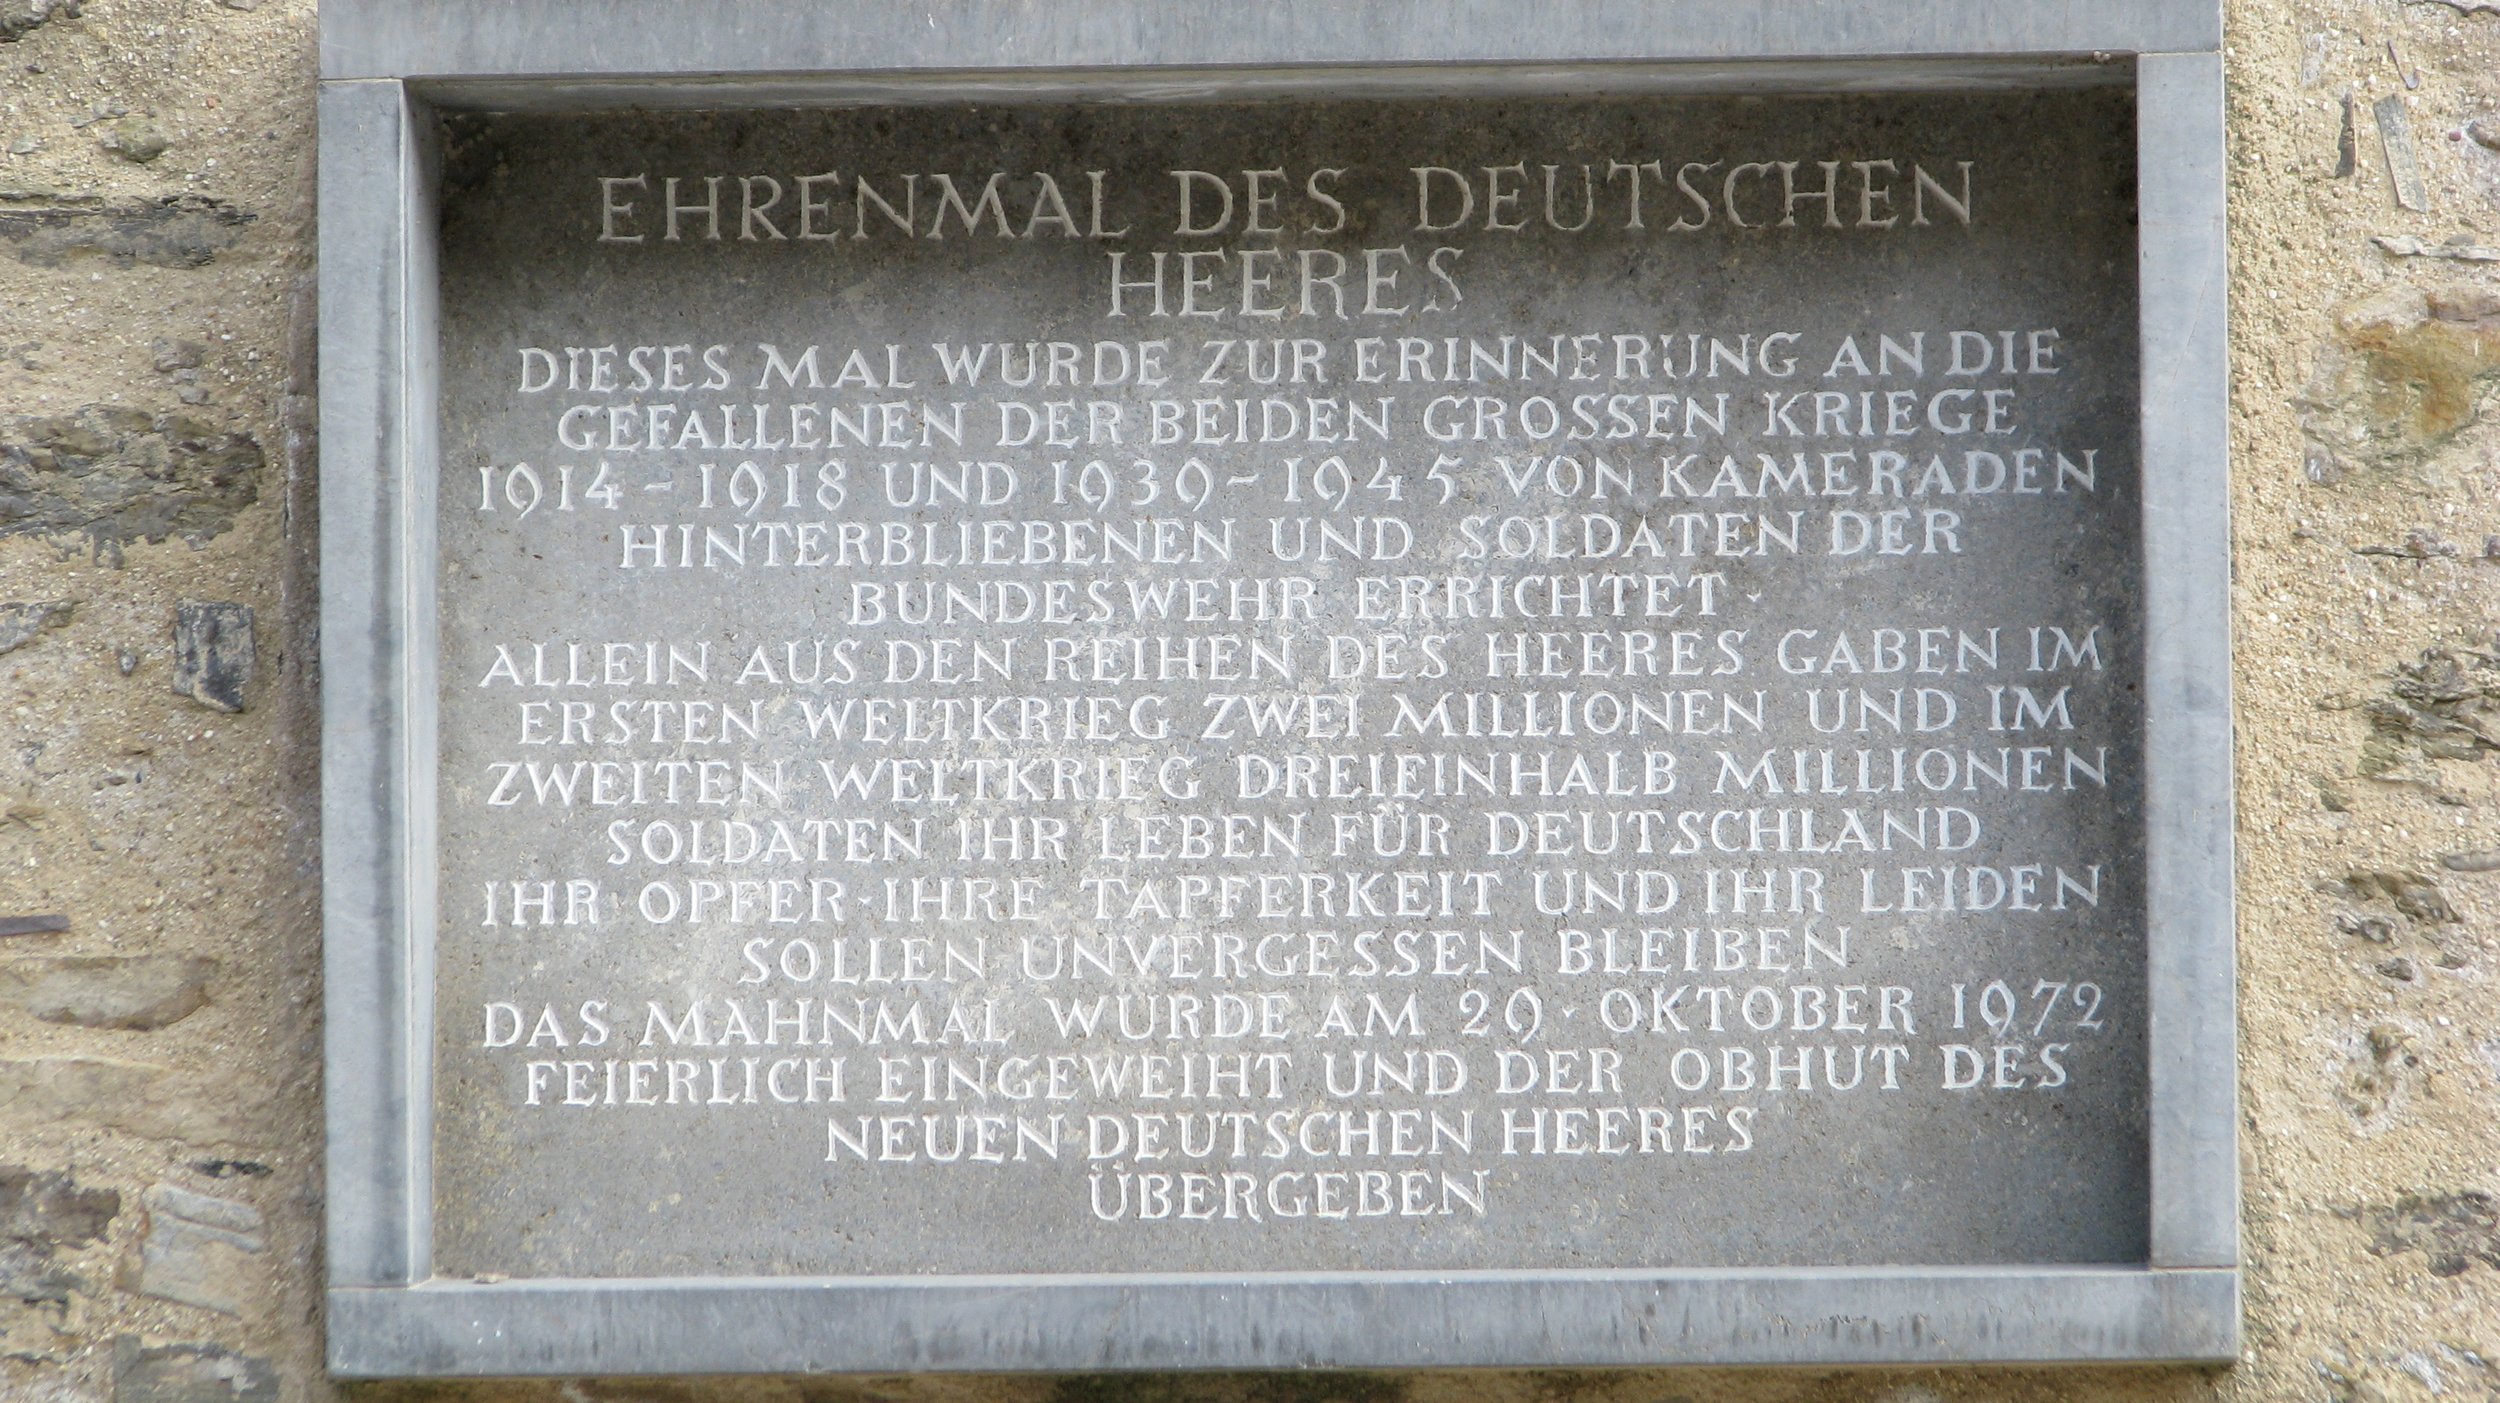 EHRENMAL DES DEUTSCHEN
HEERES
DIESES MAL WURDE ZUR ERINNERUNG AN DIE
GEFALLENEN DER BEIDEN GROSSEN KRIEGE
1914 - 1918 UND 1939 - 1945 VON KAMERADEN
HINTERBLIEBENEN UND SOLDATEN DER
BUNDESWEHR ERRICHTET·
ALLEIN AUS DEN REIHEN DES HEERES GABEN IM
ERSTEN WELTKRIEG ZWEI MILLIONEN UND IM
ZWEITEN WELTKRIEG DREIEINHALB MILLIONEN
SOLDATEN IHR LEBEN FÜR DEUTSCHLAND
IHR OPFER·IHRE TAPFERKEIT UND IHR LEIDEN
SOLLEN UNVERGESSEN BLEIBEN
DAS MAHNMAL WURDE AM 29· OKTOBER 1972
FEIERLICH EINGEWEIHT UND DER OBHUT DES
NEUEN DEUTSCHEN HEERES
ÜBERGEBEN